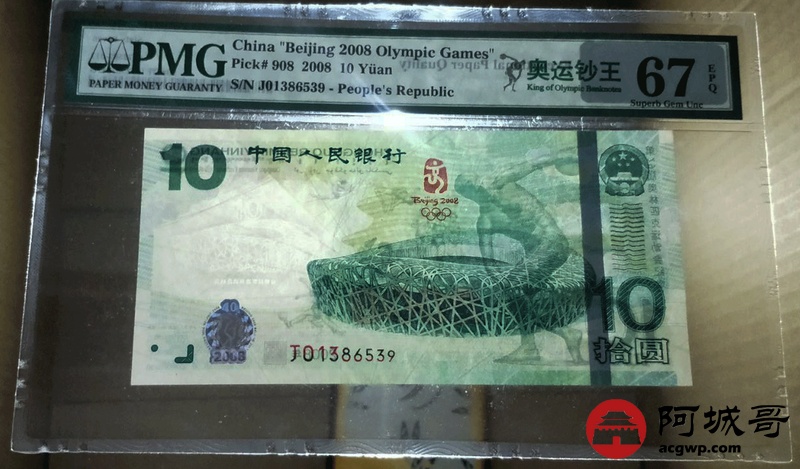 PMG
PAPER MONEY GUARANTY
China "Beijing 2008 Olympic Games"
Pick# 908 2008 10 Yüan
S/N J01386539 - People's Republic
奥运钞王
King of Olympic Banknotes
67
EPQ
Superb Gem Unc
10
中国人民银行
Beijing 2008
10
2008
J01386539
10
拾圆
阿城哥
acgwp.com